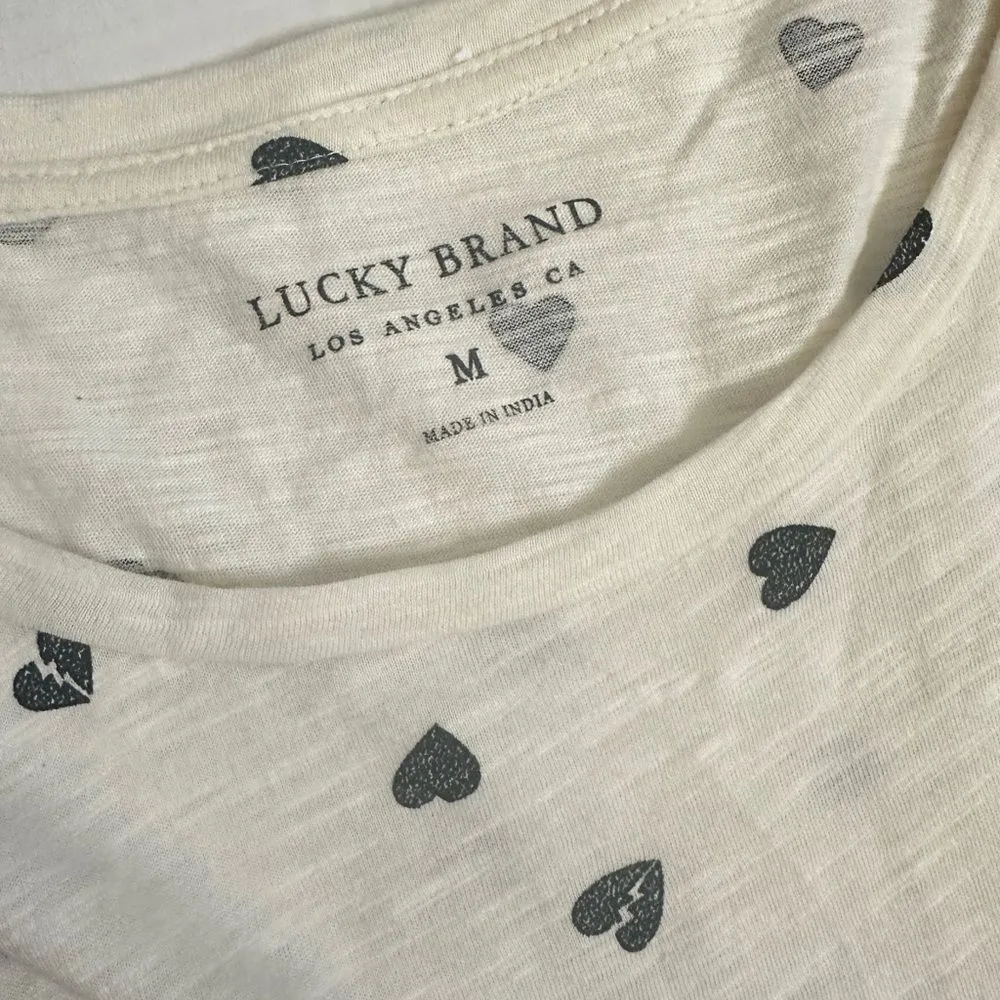 LUCKY BRAND
LOS ANGELES CA
M
MADE IN INDIA